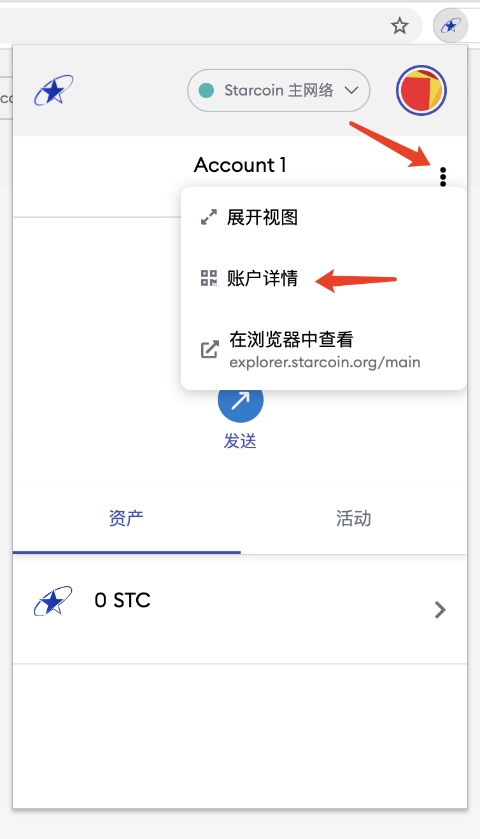 Starcoin 主网络
co
Account 1
展开视图
账户详情
在浏览器中查看
explorer.starcoin.org/main
发送
资产
活动
0 STC